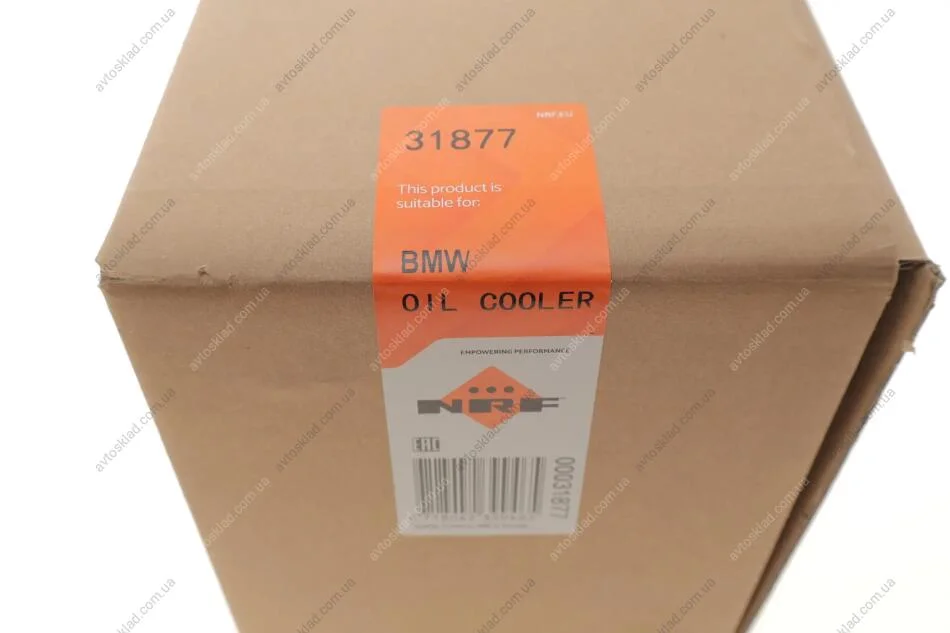 NRF.EU
31877
This product is
suitable for:
BMW
OIL COOLER
EMPOWERING PERFORMANCE
NRF
EAC
00031877
avtosklad.com.ua